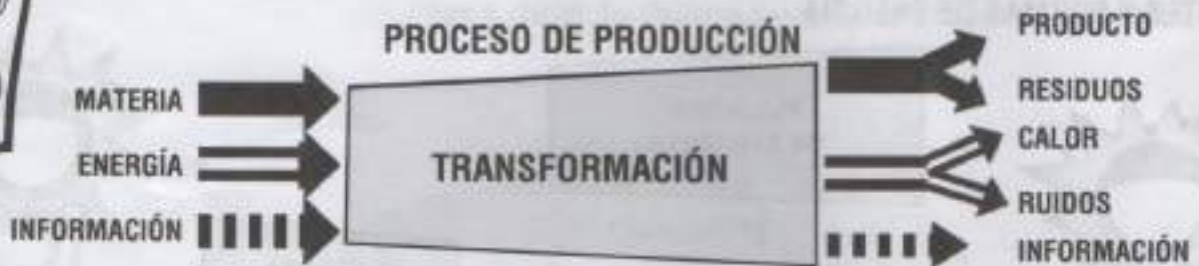 PROCESO DE PRODUCCIÓN
MATERIA
ENERGÍA
INFORMACIÓN
TRANSFORMACIÓN
PRODUCTO
RESIDUOS
CALOR
RUIDOS
INFORMACIÓN